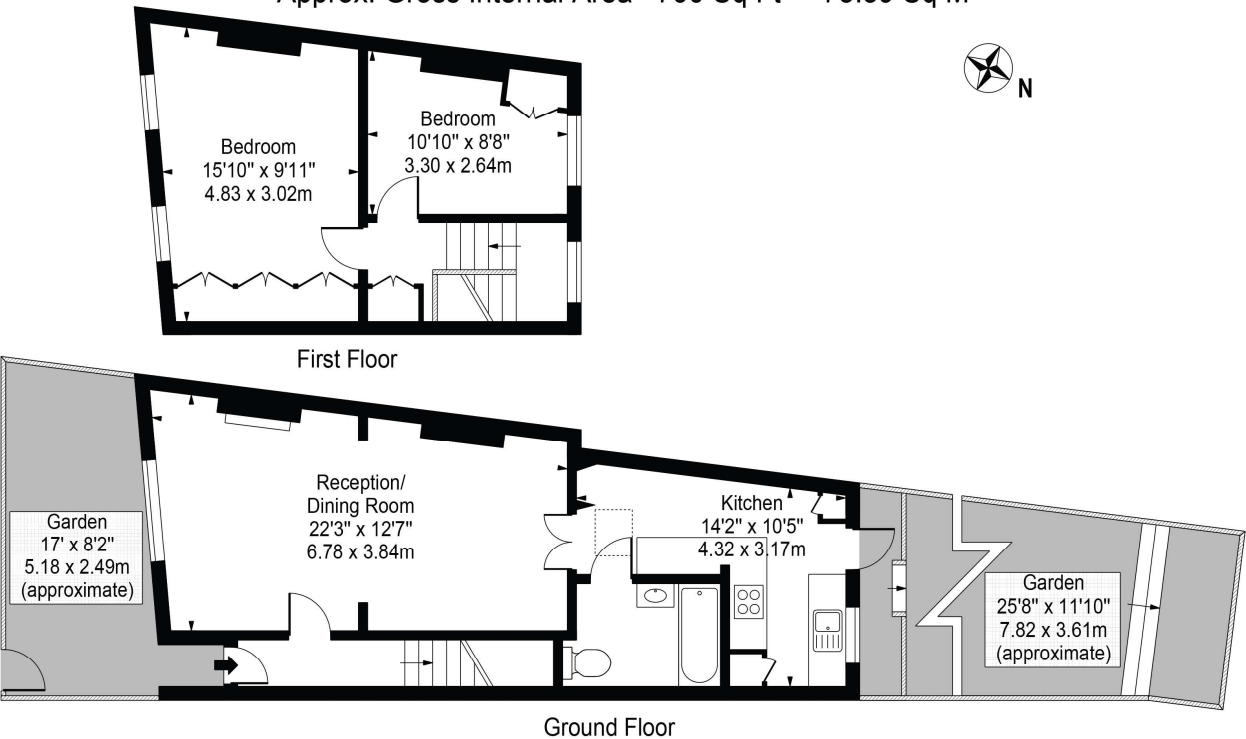 N
Bedroom
15'10" x 9'11"
4.83 x 3.02m
Bedroom
10'10" x 8'8"
3.30 x 2.64m
First Floor
Garden
17' x 8'2"
5.18 x 2.49m
(approximate)
Reception/
Dining Room
22'3" x 12'7"
6.78 x 3.84m
Kitchen
14'2" x 10'5"
4.32 x 3.17m
Garden
25'8" x 11'10"
7.82 x 3.61m
(approximate)
Ground Floor